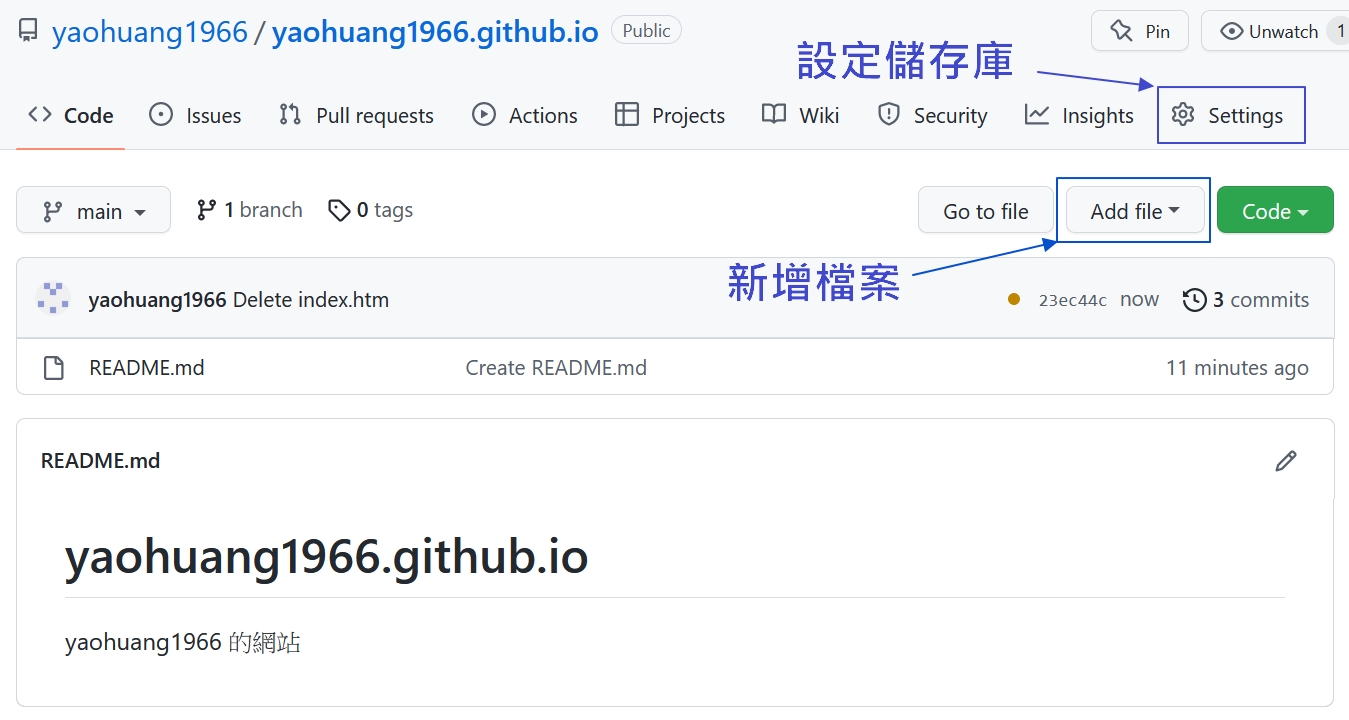 yaohuang1966 / yaohuang1966.github.io Public Pin Unwatch 1
設定儲存庫
Code Issues Pull requests Actions Projects Wiki Security Insights Settings
main 1 branch 0 tags Go to file Add file Code
新增檔案
yaohuang1966 Delete index.htm 23ec44c now 3 commits
README.md Create README.md 11 minutes ago
README.md
yaohuang1966.github.io
yaohuang1966 的網站